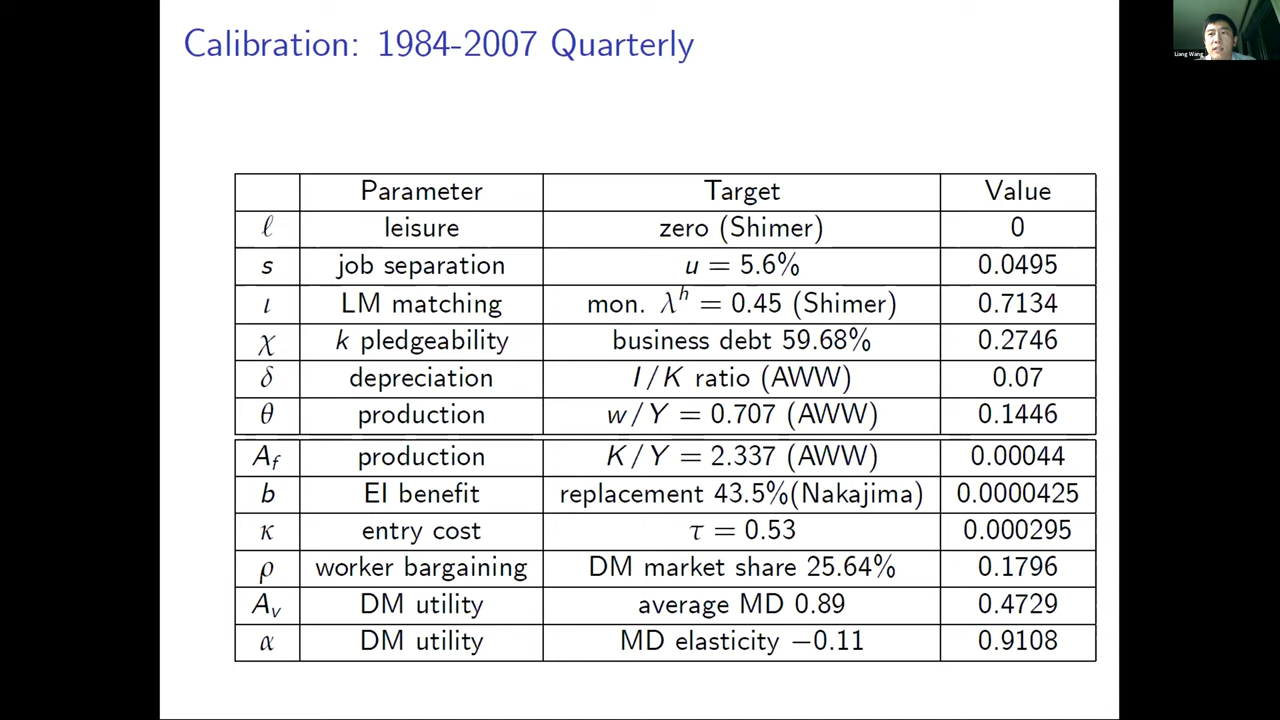 Calibration: 1984-2007 Quarterly
Liang Wang
Parameter Target Value
ℓ leisure zero (Shimer) 0
s job separation u = 5.6% 0.0495
ι LM matching mon. λʰ = 0.45 (Shimer) 0.7134
χ k pledgeability business debt 59.68% 0.2746
δ depreciation I/K ratio (AWW) 0.07
θ production w/Y = 0.707 (AWW) 0.1446
A_f production K/Y = 2.337 (AWW) 0.00044
b EI benefit replacement 43.5%(Nakajima) 0.0000425
κ entry cost τ = 0.53 0.000295
ρ worker bargaining DM market share 25.64% 0.1796
A_v DM utility average MD 0.89 0.4729
α DM utility MD elasticity −0.11 0.9108